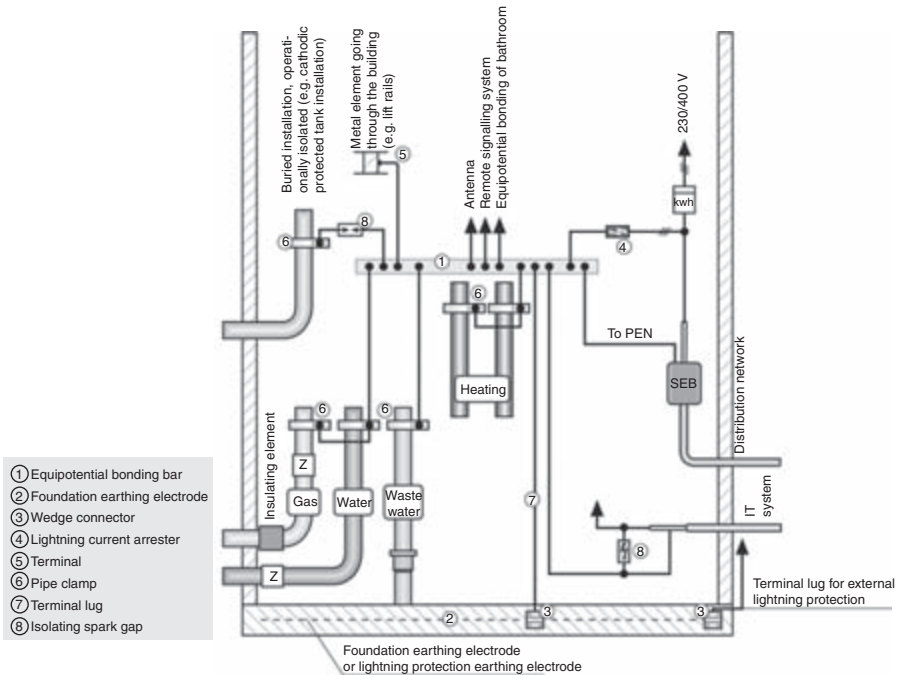 Buried installation, operati-
onally isolated (e.g. cathodic
protected tank installation)
Metal element going
through the building
(e.g. lift rails)
5
Antenna
Remote signalling system
Equipotential bonding of bathroom
230/400 V
kwh
8
6
4
1
6
To PEN
SEB
Heating
Distribution network
6
6
Insulating element
Z
Gas
Water
Waste
water
7
IT
system
8
Z
3
3
2
Terminal lug for external
lightning protection
Foundation earthing electrode
or lightning protection earthing electrode
1 Equipotential bonding bar
2 Foundation earthing electrode
3 Wedge connector
4 Lightning current arrester
5 Terminal
6 Pipe clamp
7 Terminal lug
8 Isolating spark gap